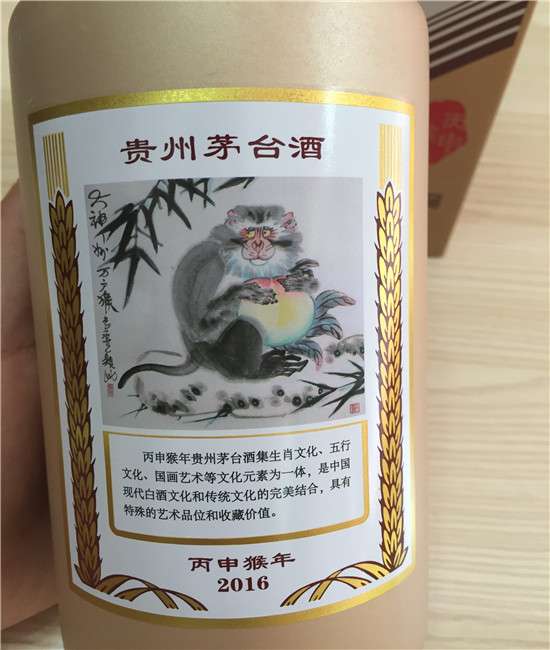 贵州茅台酒
丙申猴年贵州茅台酒集生肖文化、五行
文化、国画艺术等文化元素为一体，是中国
现代白酒文化和传统文化的完美结合，具有
特殊的艺术品位和收藏价值。
丙申猴年
2016